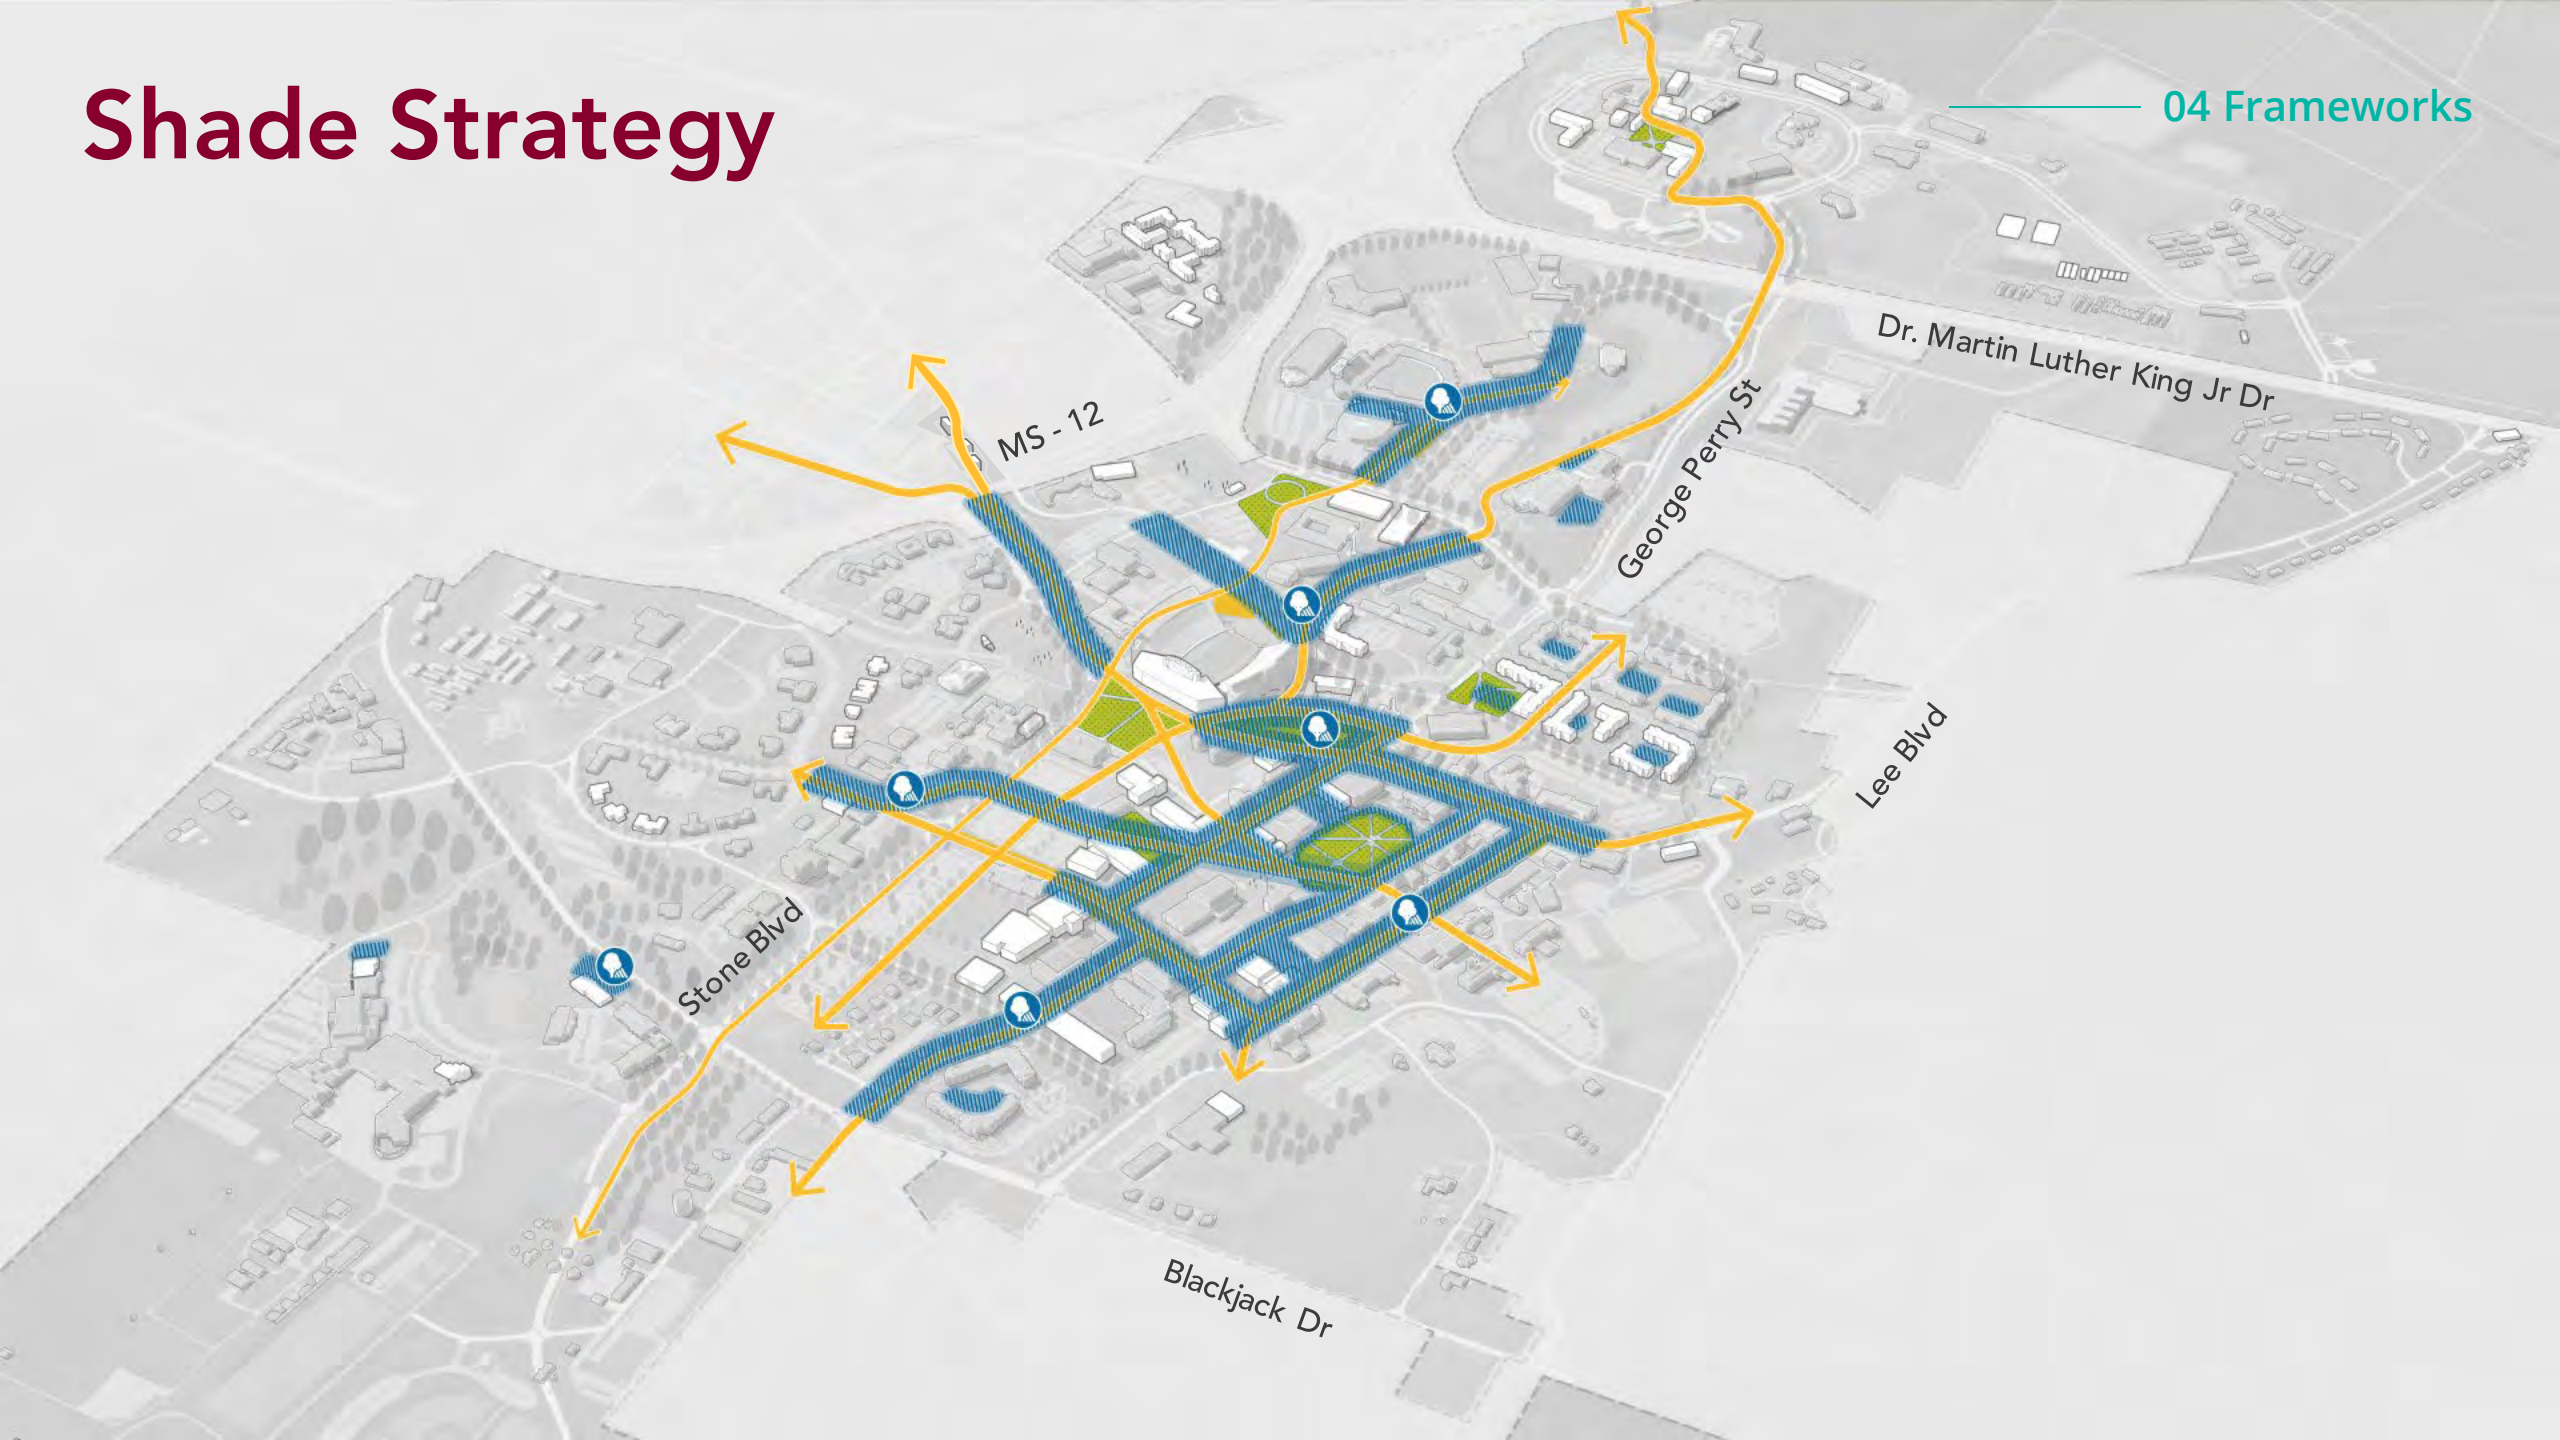 Shade Strategy
04 Frameworks
Dr. Martin Luther King Jr Dr
MS - 12
George Perry St
Lee Blvd
Stone Blvd
Blackjack Dr